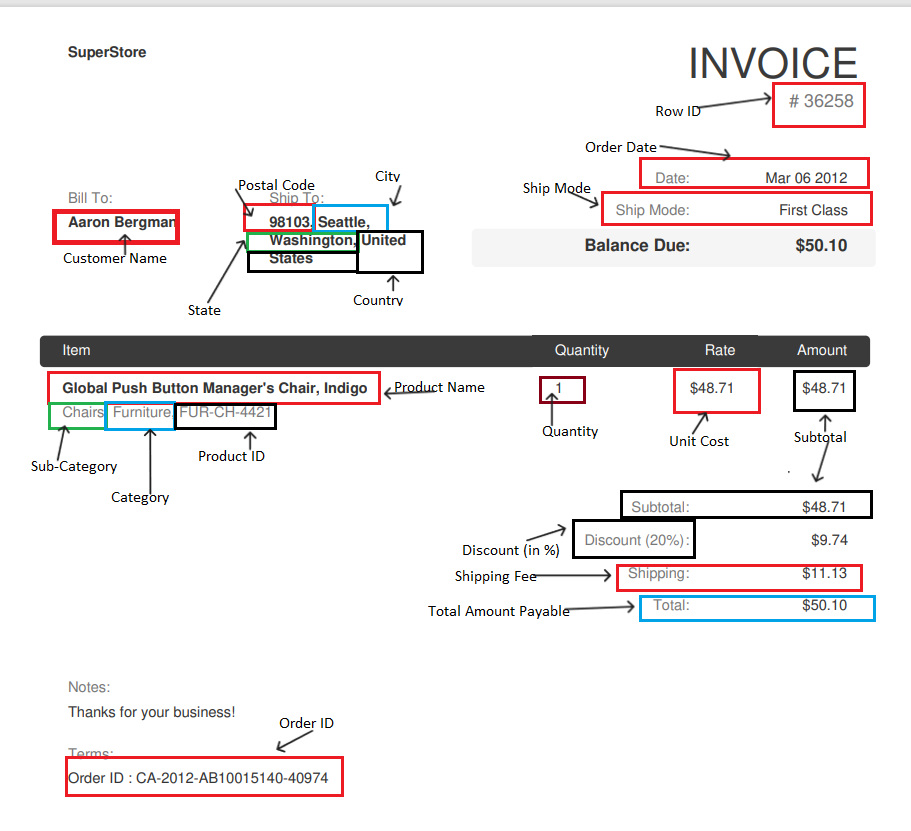 SuperStore
INVOICE
# 36258
Row ID
Order Date
Date: Mar 06 2012
Ship Mode
Ship Mode: First Class
Balance Due: $50.10
Bill To:
Aaron Bergman
Customer Name
Postal Code
City
Ship To:
98103, Seattle,
Washington, United
States
State
Country
Item Quantity Rate Amount
Global Push Button Manager's Chair, Indigo 1 $48.71 $48.71
Product Name
Chairs, Furniture, FUR-CH-4421
Quantity
Unit Cost
Subtotal
Sub-Category
Product ID
Category
Subtotal: $48.71
Discount (20%): $9.74
Discount (in %)
Shipping: $11.13
Shipping Fee
Total: $50.10
Total Amount Payable
Notes:
Thanks for your business!
Order ID
Terms:
Order ID : CA-2012-AB10015140-40974